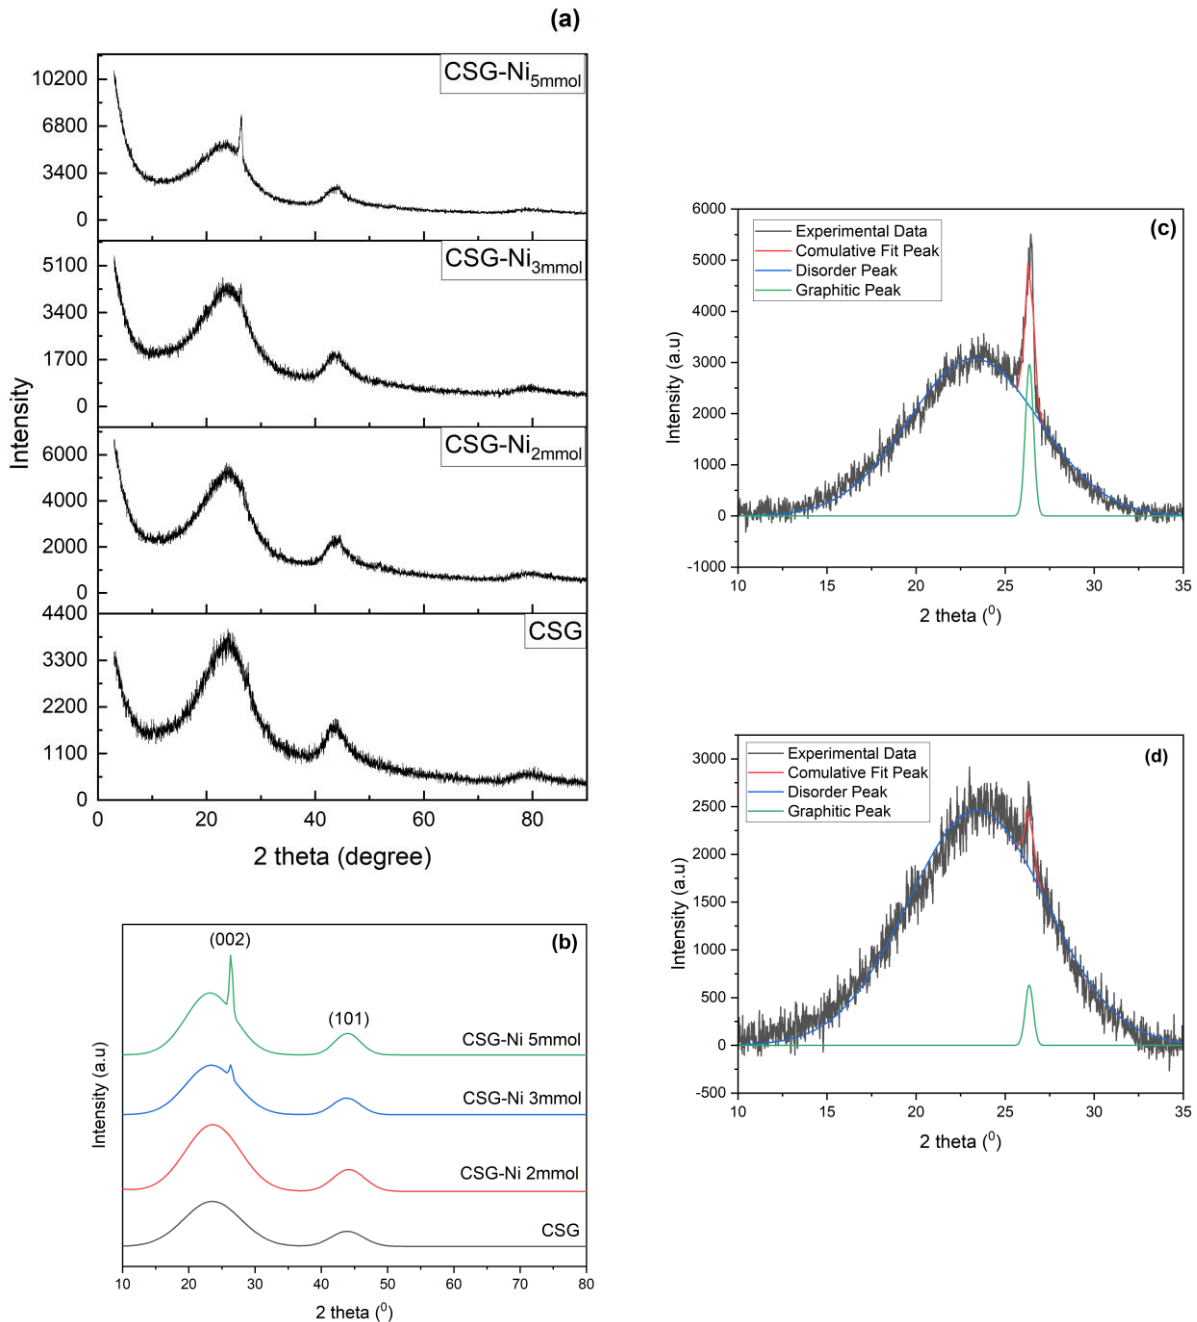 (a)
CSG-Ni5mmol
10200
6800
3400
0
CSG-Ni3mmol
5100
3400
1700
0
CSG-Ni2mmol
6000
4000
2000
0
CSG
4400
3300
2200
1100
0
Intensity
0 20 40 60 80
2 theta (degree)
(b)
(002)
(101)
CSG-Ni 5mmol
CSG-Ni 3mmol
CSG-Ni 2mmol
CSG
Intensity (a.u)
10 20 30 40 50 60 70 80
2 theta (0)
(c)
Experimental Data
Comulative Fit Peak
Disorder Peak
Graphitic Peak
6000
5000
4000
3000
2000
1000
0
-1000
Intensity (a.u)
10 15 20 25 30 35
2 theta (0)
(d)
Experimental Data
Comulative Fit Peak
Disorder Peak
Graphitic Peak
3000
2500
2000
1500
1000
500
0
-500
Intensity (a.u)
10 15 20 25 30 35
2 theta (0)